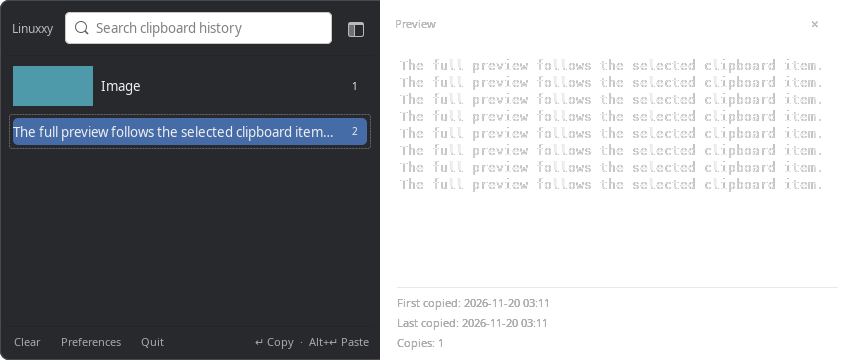 Linuxxy
Search clipboard history
Image 1
The full preview follows the selected clipboard item... 2
Clear Preferences Quit ↵ Copy · Alt+↵ Paste
Preview ×
The full preview follows the selected clipboard item.
The full preview follows the selected clipboard item.
The full preview follows the selected clipboard item.
The full preview follows the selected clipboard item.
The full preview follows the selected clipboard item.
The full preview follows the selected clipboard item.
The full preview follows the selected clipboard item.
The full preview follows the selected clipboard item.
First copied: 2026-11-20 03:11
Last copied: 2026-11-20 03:11
Copies: 1